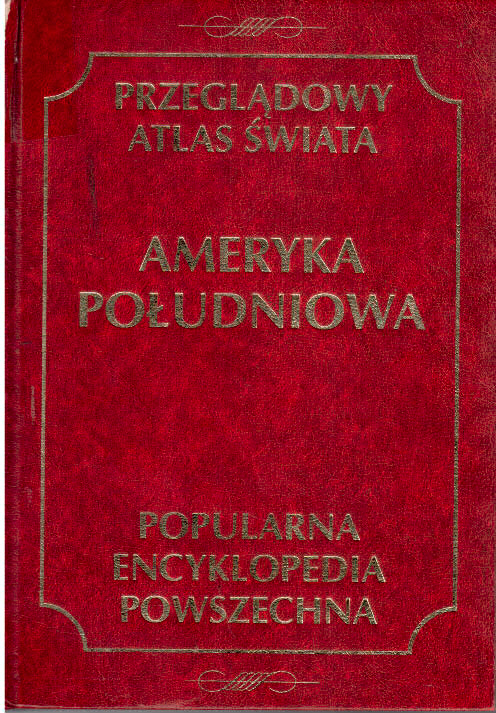 PRZEGLĄDOWY
ATLAS ŚWIATA
AMERYKA
POŁUDNIOWA
POPULARNA
ENCYKLOPEDIA
POWSZECHNA